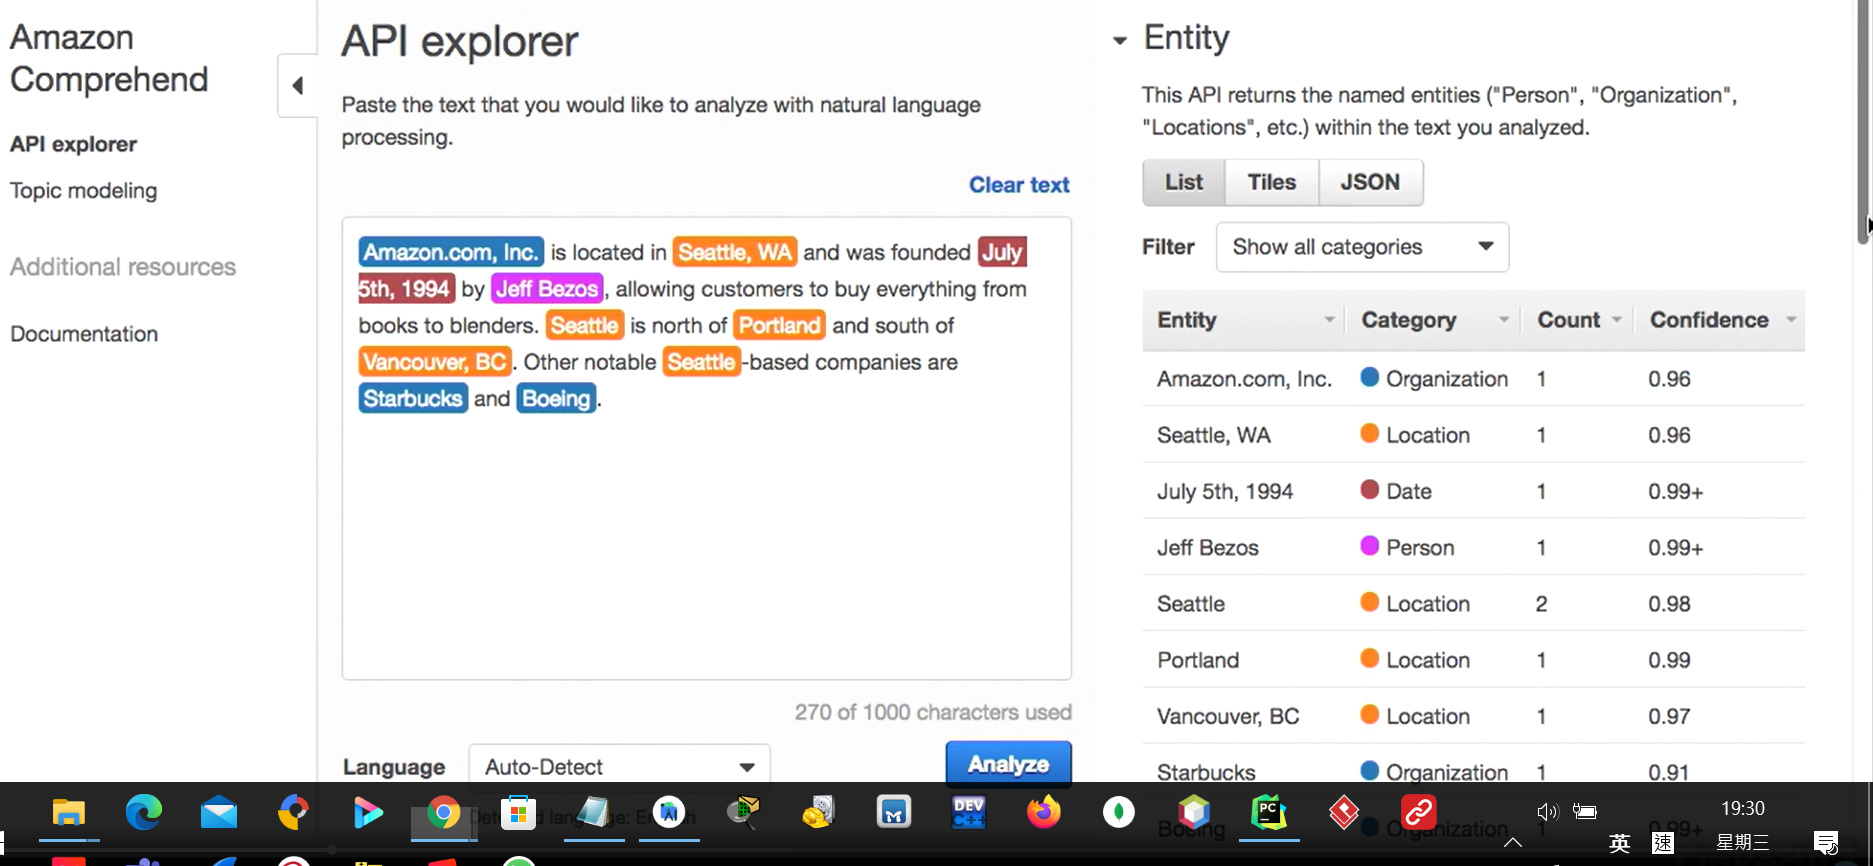 Amazon
Comprehend
API explorer
Topic modeling
Additional resources
Documentation
API explorer
Paste the text that you would like to analyze with natural language
processing.
Clear text
Amazon.com, Inc. is located in Seattle, WA and was founded July
5th, 1994 by Jeff Bezos, allowing customers to buy everything from
books to blenders. Seattle is north of Portland and south of
Vancouver, BC. Other notable Seattle-based companies are
Starbucks and Boeing.
270 of 1000 characters used
Language Auto-Detect Analyze
Detected language: English
Entity
This API returns the named entities ("Person", "Organization",
"Locations", etc.) within the text you analyzed.
List Tiles JSON
Filter Show all categories
Entity Category Count Confidence
Amazon.com, Inc. Organization 1 0.96
Seattle, WA Location 1 0.96
July 5th, 1994 Date 1 0.99+
Jeff Bezos Person 1 0.99+
Seattle Location 2 0.98
Portland Location 1 0.99
Vancouver, BC Location 1 0.97
Starbucks Organization 1 0.91
Boeing Organization 1 0.99+
DEV
C++
PC
19:30
英 速 星期三